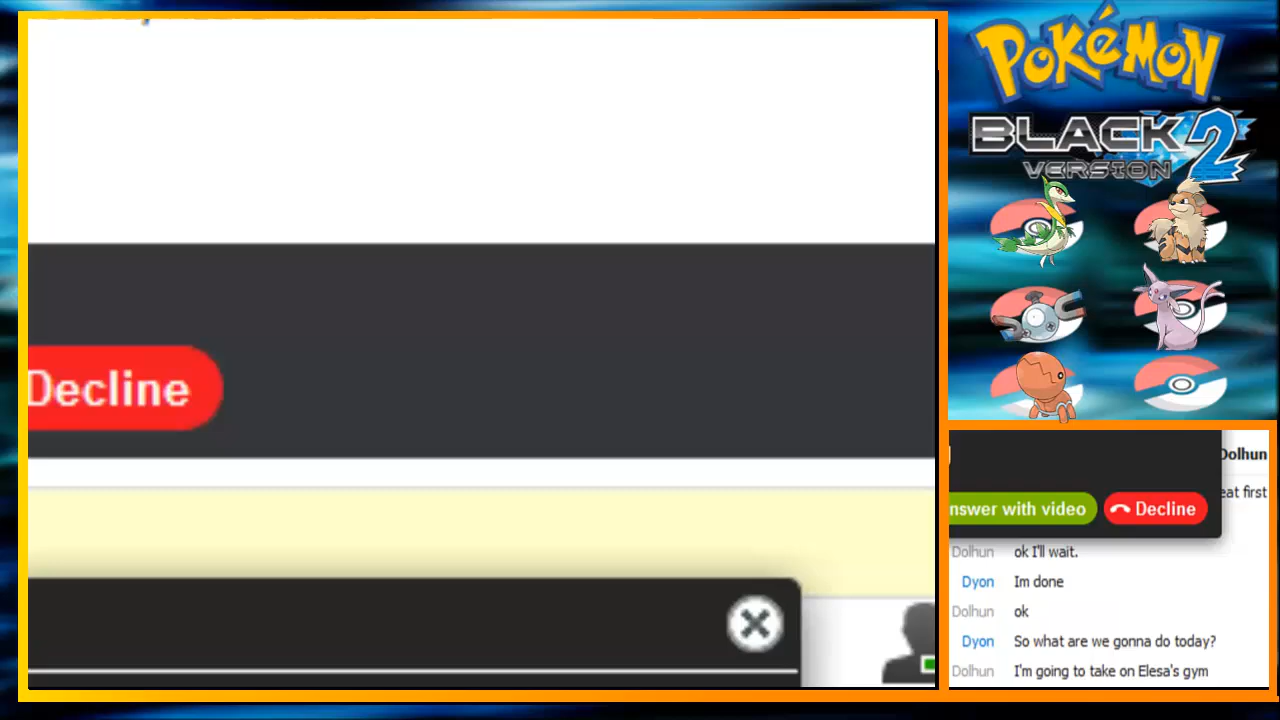 Decline
POKéMON
BLACK 2
VERSION
Dolhun
eat first
nswer with video
Decline
Dolhun ok I'll wait.
Dyon Im done
Dolhun ok
Dyon So what are we gonna do today?
Dolhun I'm going to take on Elesa's gym